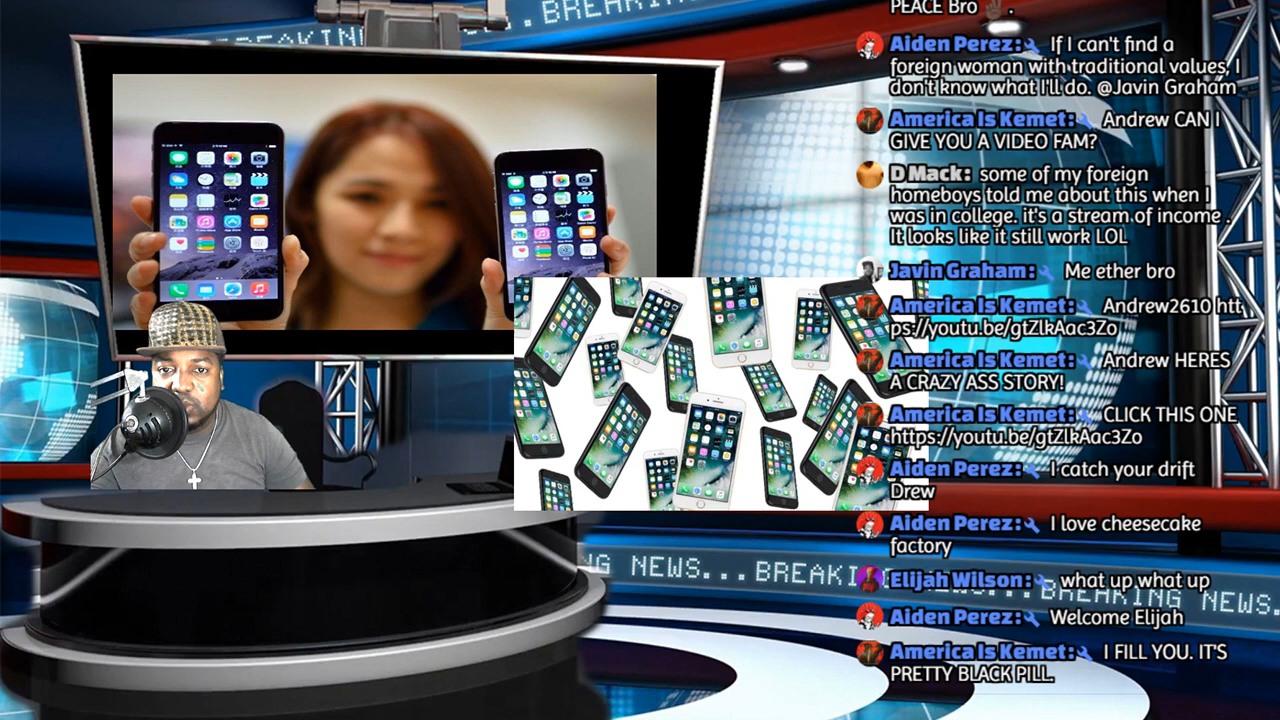 ...BREAKING
BREAKING
PEACE Bro ✌🏾.
Aiden Perez: If I can't find a
foreign woman with traditional values, I
don't know what I'll do. @Javin Graham
America Is Kemet: Andrew CAN I
GIVE YOU A VIDEO FAM?
D Mack: some of my foreign
homeboys told me about this when I
was in college. it's a stream of income .
It looks like it still work LOL
Javin Graham: Me ether bro
America Is Kemet: Andrew2610 htt
ps://youtu.be/gtZlkAac3Zo
America Is Kemet: Andrew HERES
A CRAZY ASS STORY!
America Is Kemet: CLICK THIS ONE
https://youtu.be/gtZlkAac3Zo
Aiden Perez: I catch your drift
Drew
Aiden Perez: I love cheesecake
factory
Elijah Wilson: what up what up
Aiden Perez: Welcome Elijah
America Is Kemet: I FILL YOU. IT'S
PRETTY BLACK PILL.
NG NEWS...BREAKING NEWS...BREAKING NEWS.